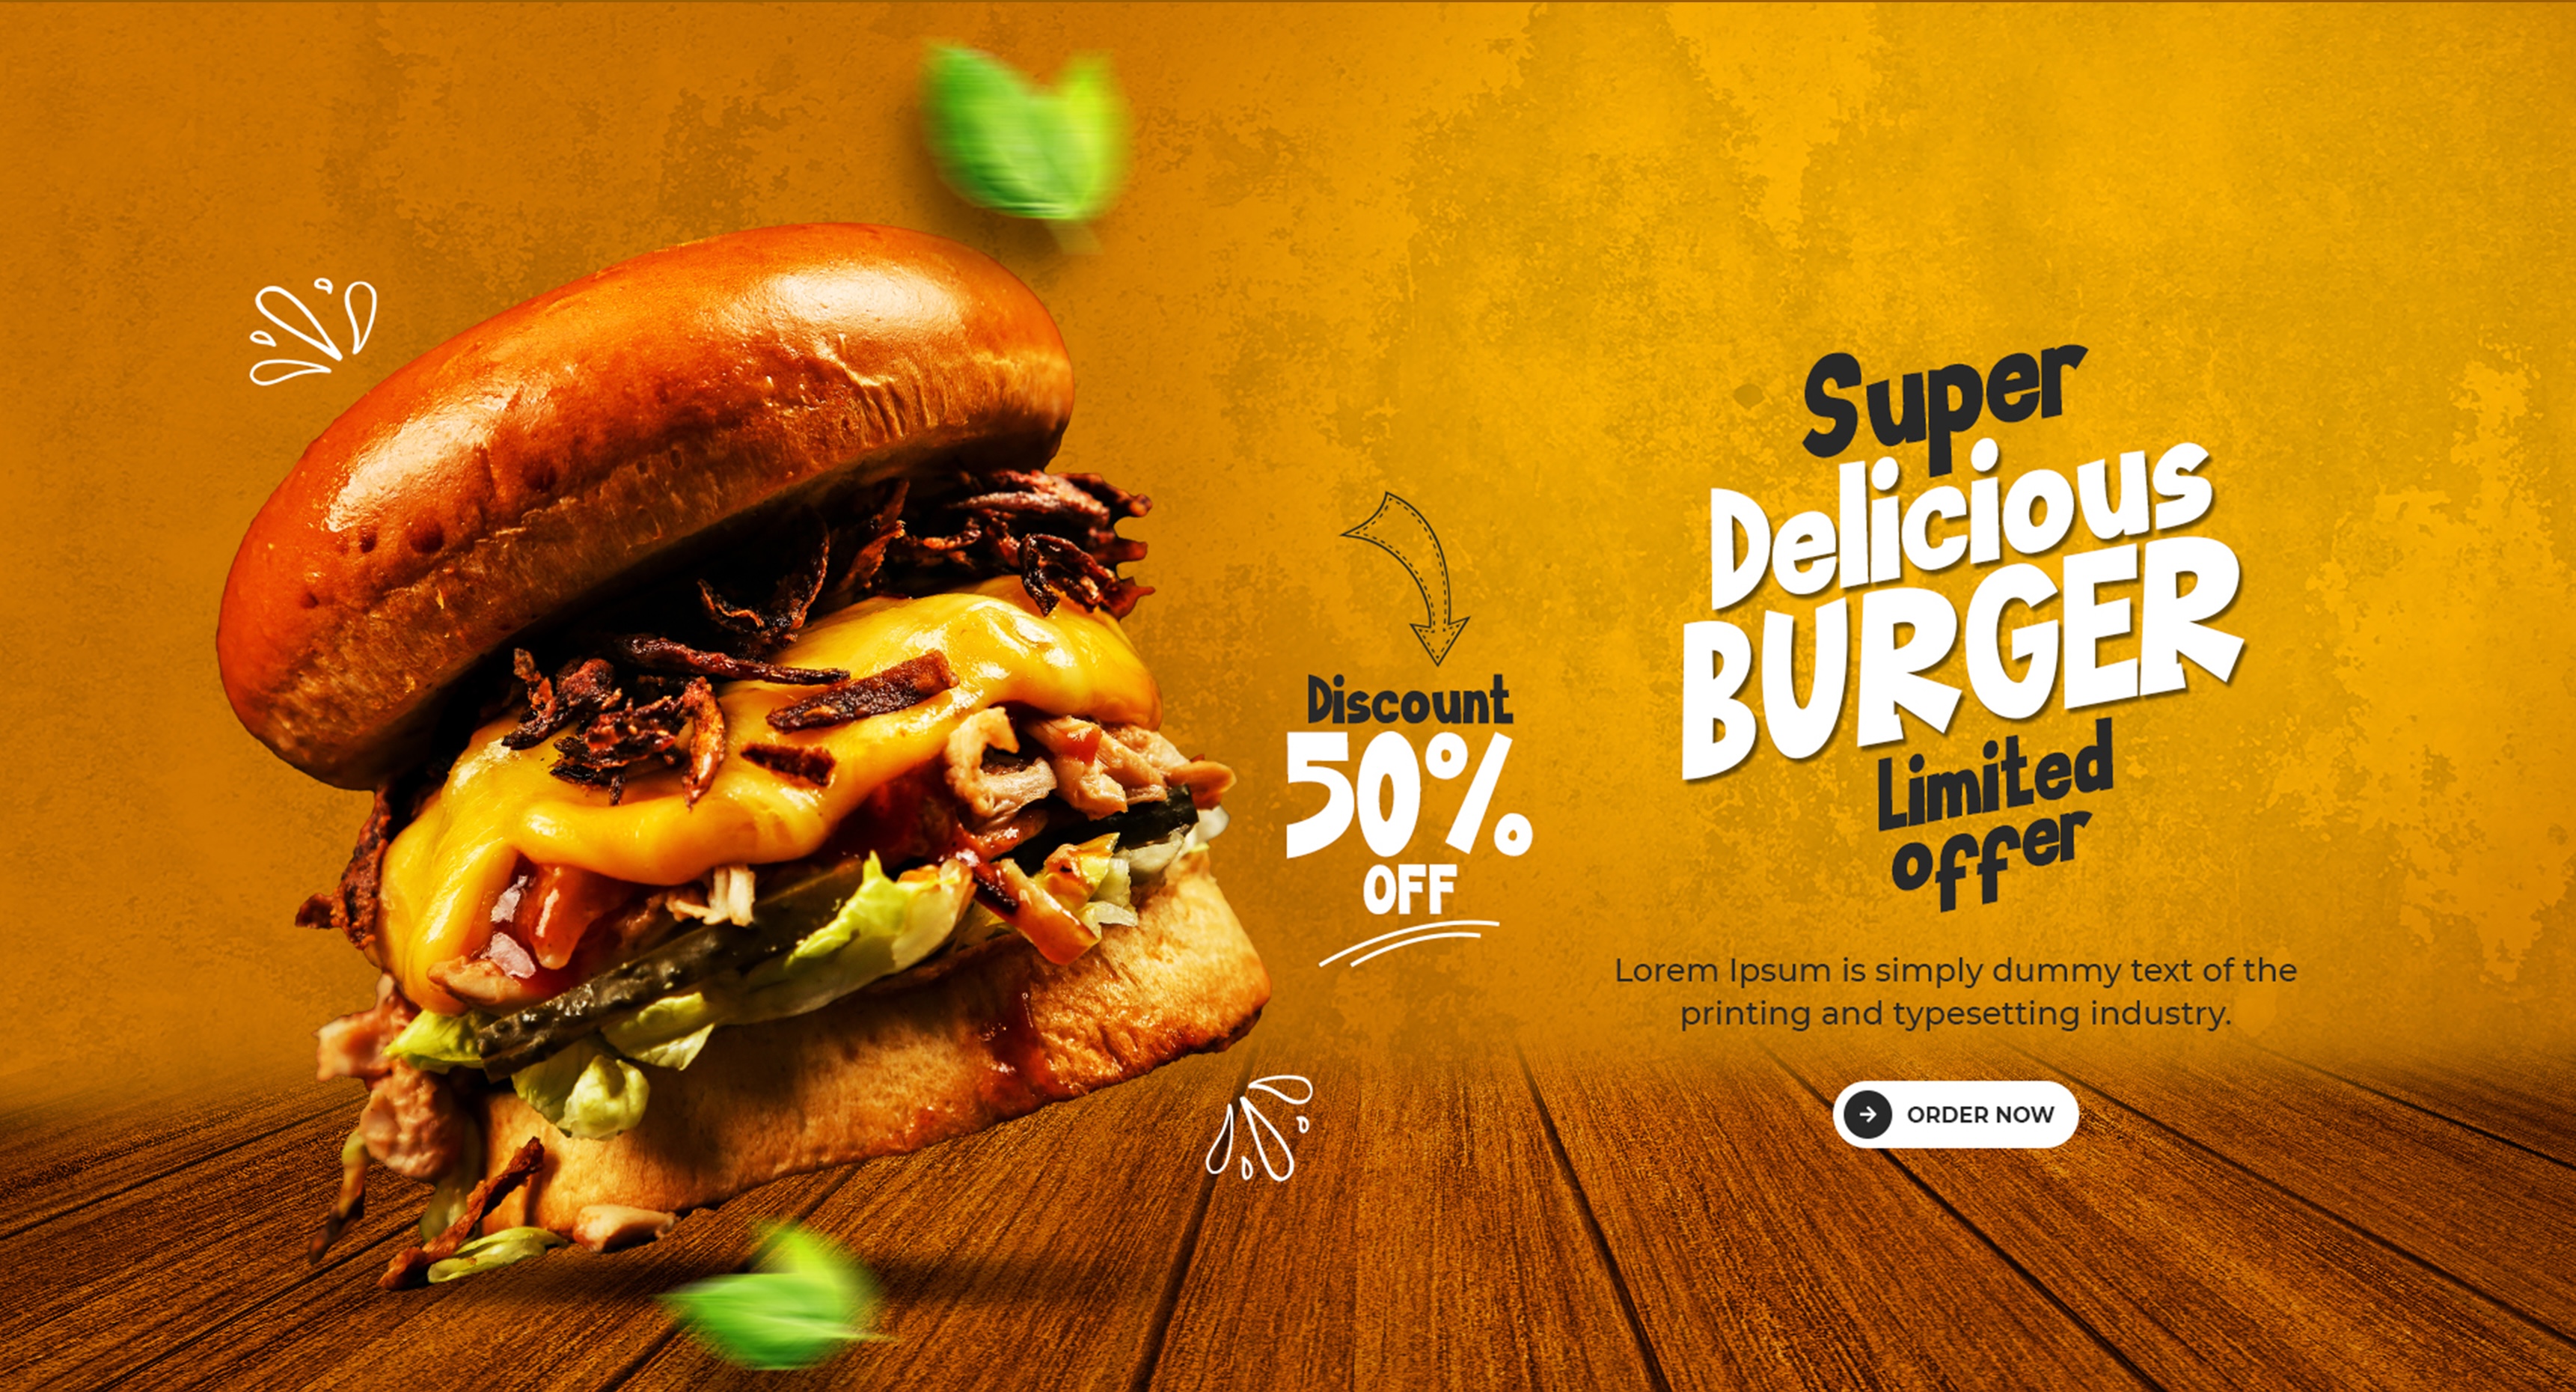 Discount
50%
OFF
Super
Delicious
BURGER
Limited
offer
Lorem Ipsum is simply dummy text of the
printing and typesetting industry.
ORDER NOW